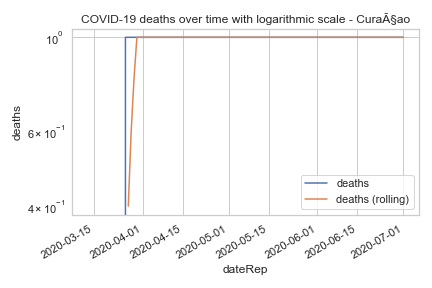 COVID-19 deaths over time with logarithmic scale - CuraÃ§ao
10⁰
6 × 10⁻¹
4 × 10⁻¹
deaths
deaths
deaths (rolling)
2020-03-15
2020-04-01
2020-04-15
2020-05-01
2020-05-15
2020-06-01
2020-06-15
2020-07-01
dateRep